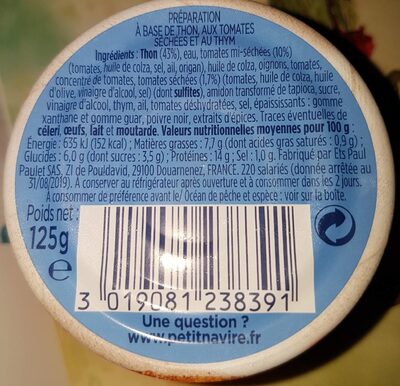 PRÉPARATION
À BASE DE THON, AUX TOMATES
SÉCHÉES ET AU THYM
Ingrédients : Thon (43%), eau, tomates mi-séchées (10%)
(tomates, huile de colza, sel, ail, origan), huile de colza, oignons, tomates,
concentré de tomates, tomates séchées (1,7%) (tomates, huile de colza, huile
d'olive, vinaigre d'alcool, sel) (dont sulfites), amidon transformé de tapioca, sucre,
vinaigre d'alcool, thym, ail, tomates déshydratées, sel, épaississants : gomme
xanthane et gomme guar, poivre noir, extraits d'épices. Traces éventuelles de
céleri, œufs, lait et moutarde. Valeurs nutritionnelles moyennes pour 100 g :
Énergie : 635 kJ (152 kcal) ; Matières grasses : 7,7 g (dont acides gras saturés : 0,9 g) ;
Glucides : 6,0 g (dont sucres : 3,5 g) ; Protéines : 14 g ; Sel : 1,0 g. Fabriqué par Ets Paul
Paulet SAS, ZI de Pouldavid, 29100 Douarnenez, FRANCE. 220 salariés (donnée arrêtée au
31/08/2019). À conserver au réfrigérateur après ouverture et à consommer dans les 2 jours.
À consommer de préférence avant le/ Océan de pêche et espèce : voir sur la boîte.
Poids net :
125g
e
3 019081 238391
Une question ?
www.petitnavire.fr